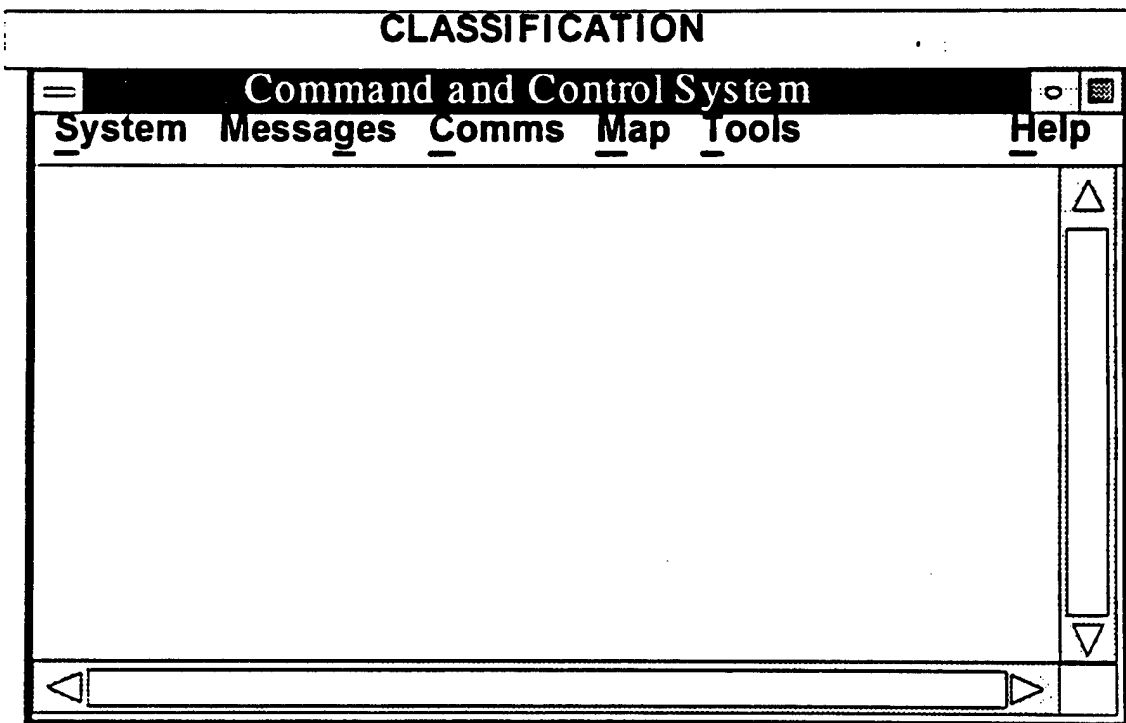 CLASSIFICATION
Command and Control System
System Messages Comms Map Tools Help